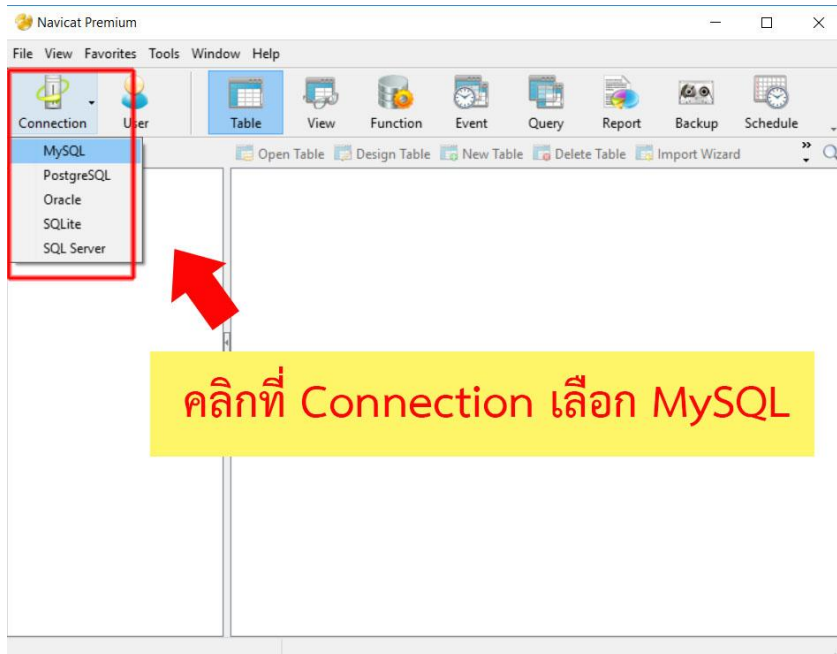 Navicat Premium
File View Favorites Tools Window Help
Connection User Table View Function Event Query Report Backup Schedule
Open Table Design Table New Table Delete Table Import Wizard
MySQL
PostgreSQL
Oracle
SQLite
SQL Server
คลิกที่ Connection เลือก MySQL